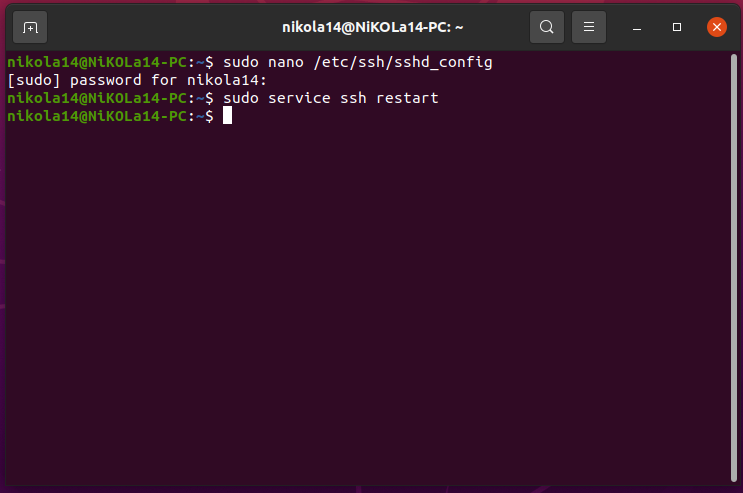 nikola14@NiKOLa14-PC: ~
nikola14@NiKOLa14-PC:~$ sudo nano /etc/ssh/sshd_config
[sudo] password for nikola14:
nikola14@NiKOLa14-PC:~$ sudo service ssh restart
nikola14@NiKOLa14-PC:~$